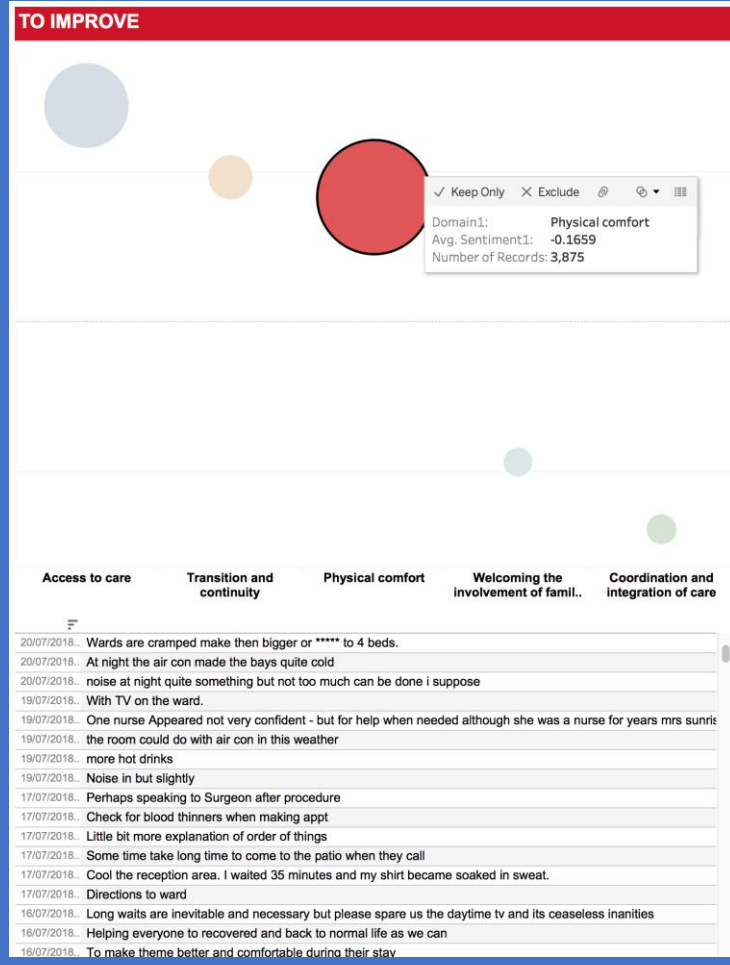 TO IMPROVE
Keep Only Exclude
Domain1: Physical comfort
Avg. Sentiment1: -0.1659
Number of Records: 3,875
Access to care
Transition and
continuity
Physical comfort
Welcoming the
involvement of famil..
Coordination and
integration of care
20/07/2018.. Wards are cramped make then bigger or ***** to 4 beds.
20/07/2018.. At night the air con made the bays quite cold
20/07/2018.. noise at night quite something but not too much can be done i suppose
19/07/2018.. With TV on the ward.
19/07/2018.. One nurse Appeared not very confident - but for help when needed although she was a nurse for years mrs sunris
19/07/2018.. the room could do with air con in this weather
19/07/2018.. more hot drinks
19/07/2018.. Noise in but slightly
17/07/2018.. Perhaps speaking to Surgeon after procedure
17/07/2018.. Check for blood thinners when making appt
17/07/2018.. Little bit more explanation of order of things
17/07/2018.. Some time take long time to come to the patio when they call
17/07/2018.. Cool the reception area. I waited 35 minutes and my shirt became soaked in sweat.
17/07/2018.. Directions to ward
16/07/2018.. Long waits are inevitable and necessary but please spare us the daytime tv and its ceaseless inanities
16/07/2018.. Helping everyone to recovered and back to normal life as we can
16/07/2018.. To make theme better and comfortable during their stay